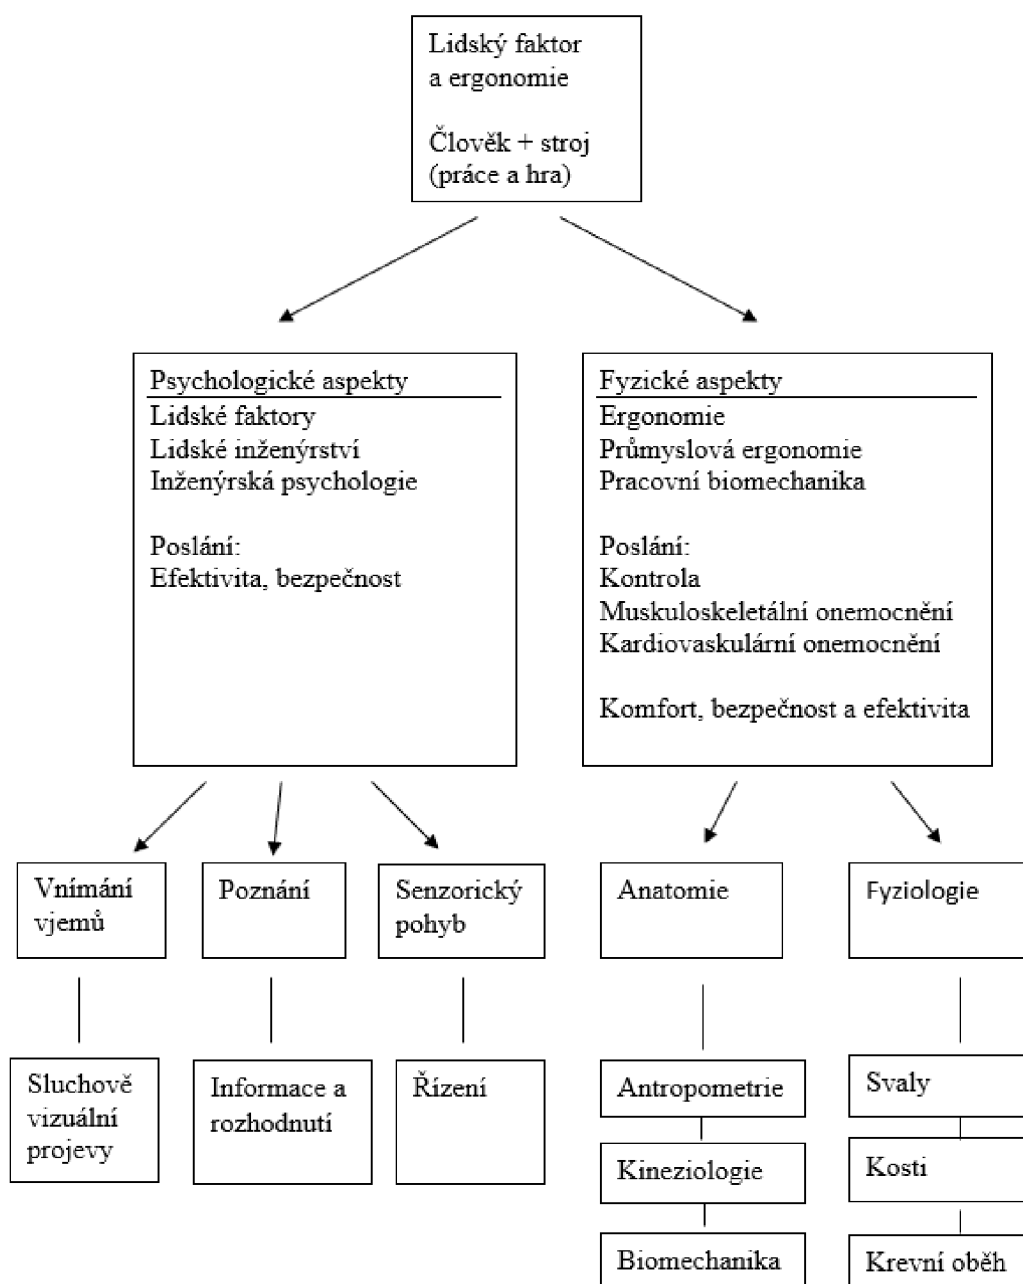 Lidský faktor
a ergonomie
Člověk + stroj
(práce a hra)
Psychologické aspekty
Lidské faktory
Lidské inženýrství
Inženýrská psychologie
Poslání:
Efektivita, bezpečnost
Fyzické aspekty
Ergonomie
Průmyslová ergonomie
Pracovní biomechanika
Poslání:
Kontrola
Muskuloskeletální onemocnění
Kardiovaskulární onemocnění
Komfort, bezpečnost a efektivita
Vnímání
vjemů
Poznání
Senzorický
pohyb
Anatomie
Fyziologie
Sluchově
vizuální
projevy
Informace a
rozhodnutí
Řízení
Antropometrie
Kineziologie
Biomechanika
Svaly
Kosti
Krevní oběh